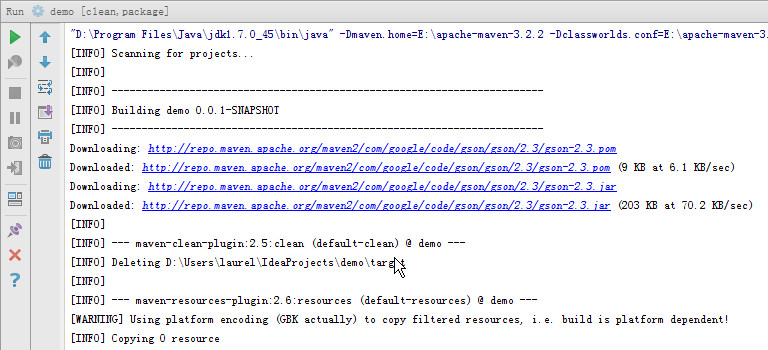 Run demo [clean,package]
"D:\Program Files\Java\jdk1.7.0_45\bin\java" -Dmaven.home=E:\apache-maven-3.2.2 -Dclassworlds.conf=E:\apache-maven-3.
[INFO] Scanning for projects...
[INFO]
[INFO] ------------------------------------------------------------------------
[INFO] Building demo 0.0.1-SNAPSHOT
[INFO] ------------------------------------------------------------------------
Downloading: http://repo.maven.apache.org/maven2/com/google/code/gson/gson/2.3/gson-2.3.pom
Downloaded: http://repo.maven.apache.org/maven2/com/google/code/gson/gson/2.3/gson-2.3.pom (9 KB at 6.1 KB/sec)
Downloading: http://repo.maven.apache.org/maven2/com/google/code/gson/gson/2.3/gson-2.3.jar
Downloaded: http://repo.maven.apache.org/maven2/com/google/code/gson/gson/2.3/gson-2.3.jar (203 KB at 70.2 KB/sec)
[INFO]
[INFO] --- maven-clean-plugin:2.5:clean (default-clean) @ demo ---
[INFO] Deleting D:\Users\laurel\IdeaProjects\demo\target
[INFO]
[INFO] --- maven-resources-plugin:2.6:resources (default-resources) @ demo ---
[WARNING] Using platform encoding (GBK actually) to copy filtered resources, i.e. build is platform dependent!
[INFO] Copying 0 resource